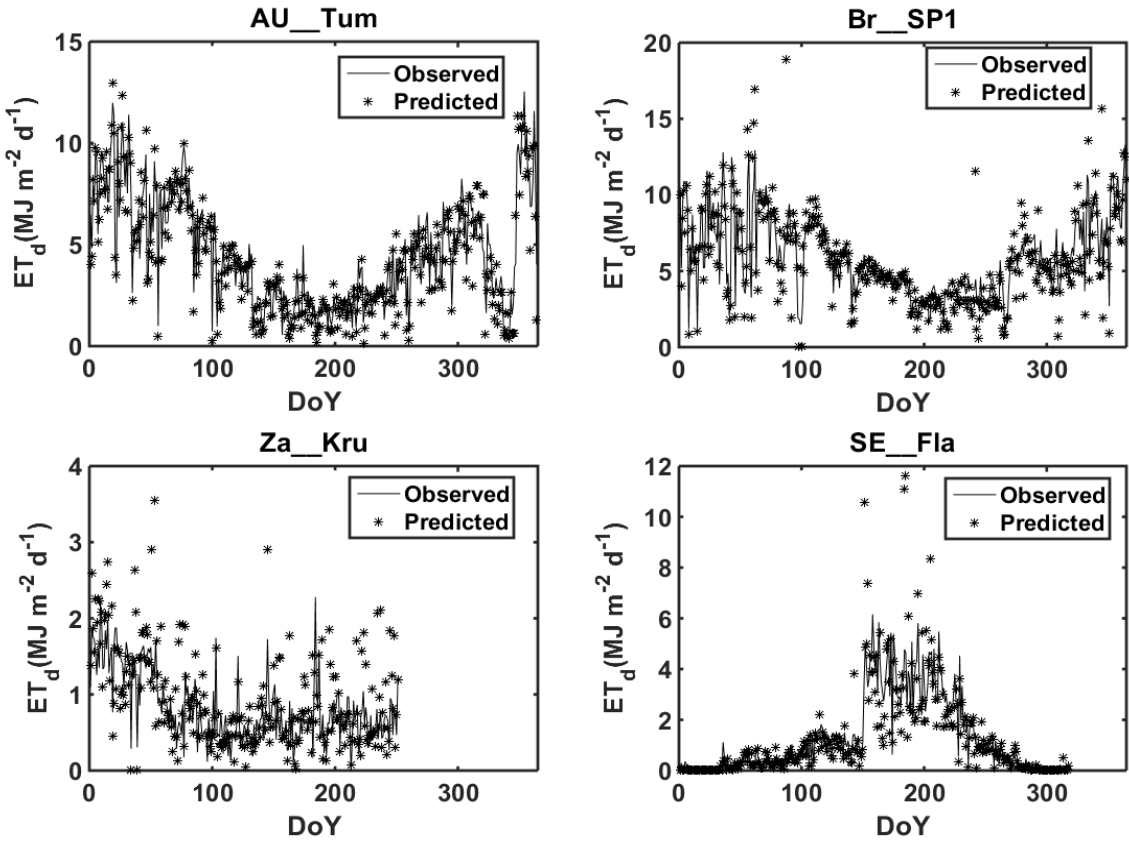 AU__Tum
15
10
5
0
0
100
200
300
ET_d(MJ m^-2 d^-1)
DoY
Observed
Predicted
Br__SP1
20
15
10
5
0
0
100
200
300
ET_d(MJ m^-2 d^-1)
DoY
Observed
Predicted
Za__Kru
4
3
2
1
0
0
100
200
300
ET_d(MJ m^-2 d^-1)
DoY
Observed
Predicted
SE__Fla
12
10
8
6
4
2
0
0
100
200
300
ET_d(MJ m^-2 d^-1)
DoY
Observed
Predicted